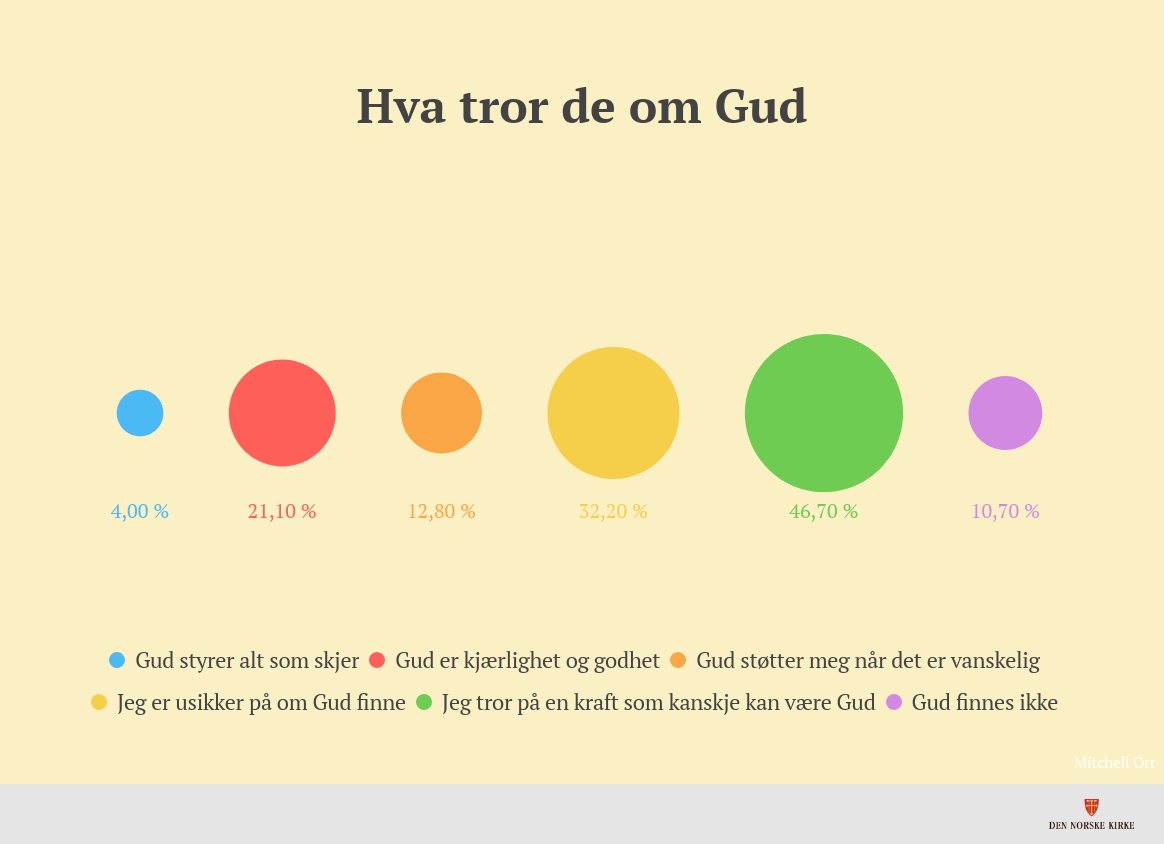 Hva tror de om Gud
4,00 % 21,10 % 12,80 % 32,20 % 46,70 % 10,70 %
Gud styrer alt som skjer Gud er kjærlighet og godhet Gud støtter meg når det er vanskelig
Jeg er usikker på om Gud finne Jeg tror på en kraft som kanskje kan være Gud Gud finnes ikke
Mitchell Orr
DEN NORSKE KIRKE